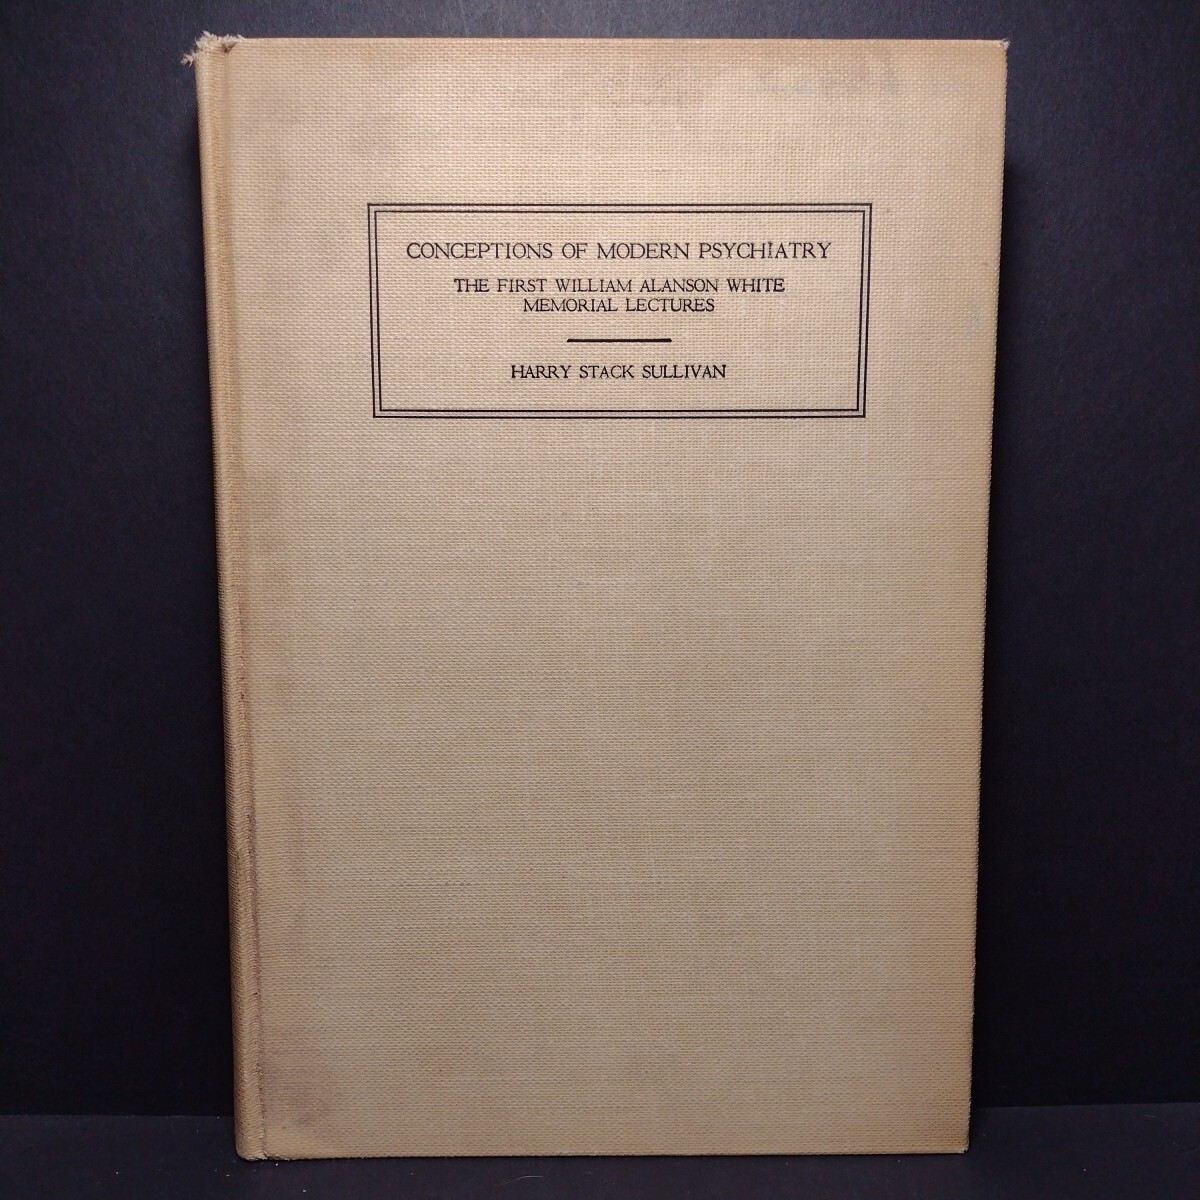 CONCEPTIONS OF MODERN PSYCHIATRY
THE FIRST WILLIAM ALANSON WHITE
MEMORIAL LECTURES
HARRY STACK SULLIVAN